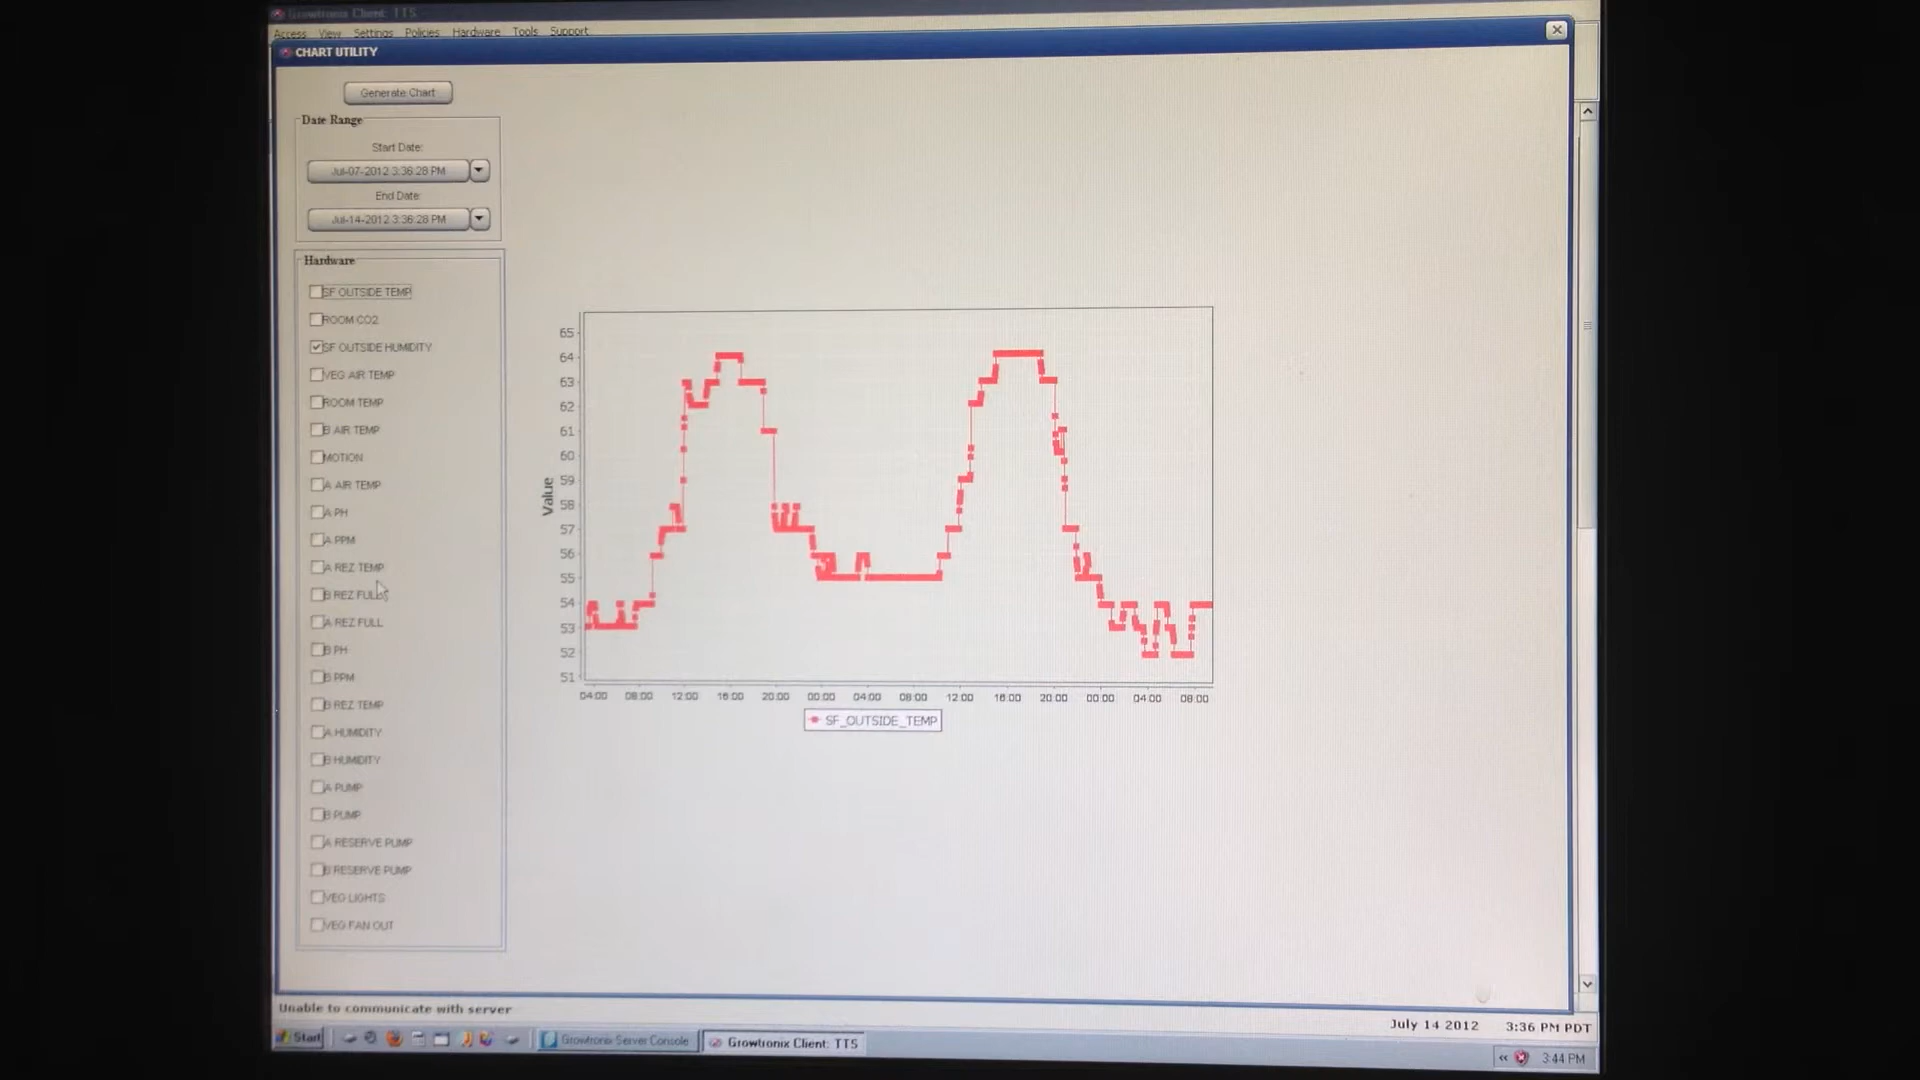 Growtronix Client: TTS
Access View Settings Policies Hardware Tools Support
CHART UTILITY
Generate Chart
Date Range
Start Date:
Jul-07-2012 3:36:28 PM
End Date:
Jul-14-2012 3:36:28 PM
Hardware
SF OUTSIDE TEMP
ROOM CO2
SF OUTSIDE HUMIDITY
VEG AIR TEMP
ROOM TEMP
B AIR TEMP
MOTION
A AIR TEMP
A PH
A PPM
A REZ TEMP
B REZ FULL
A REZ FULL
B PH
B PPM
B REZ TEMP
A HUMIDITY
B HUMIDITY
A PUMP
B PUMP
A RESERVE PUMP
B RESERVE PUMP
VEG LIGHTS
VEG FAN OUT
Value
65
64
63
62
61
60
59
58
57
56
55
54
53
52
51
04:00 08:00 12:00 16:00 20:00 00:00 04:00 08:00 12:00 16:00 20:00 00:00 04:00 08:00
SF_OUTSIDE_TEMP
Unable to communicate with server
July 14 2012 3:36 PM PDT
Start
Growtronix Server Console
Growtronix Client: TTS
3:44 PM